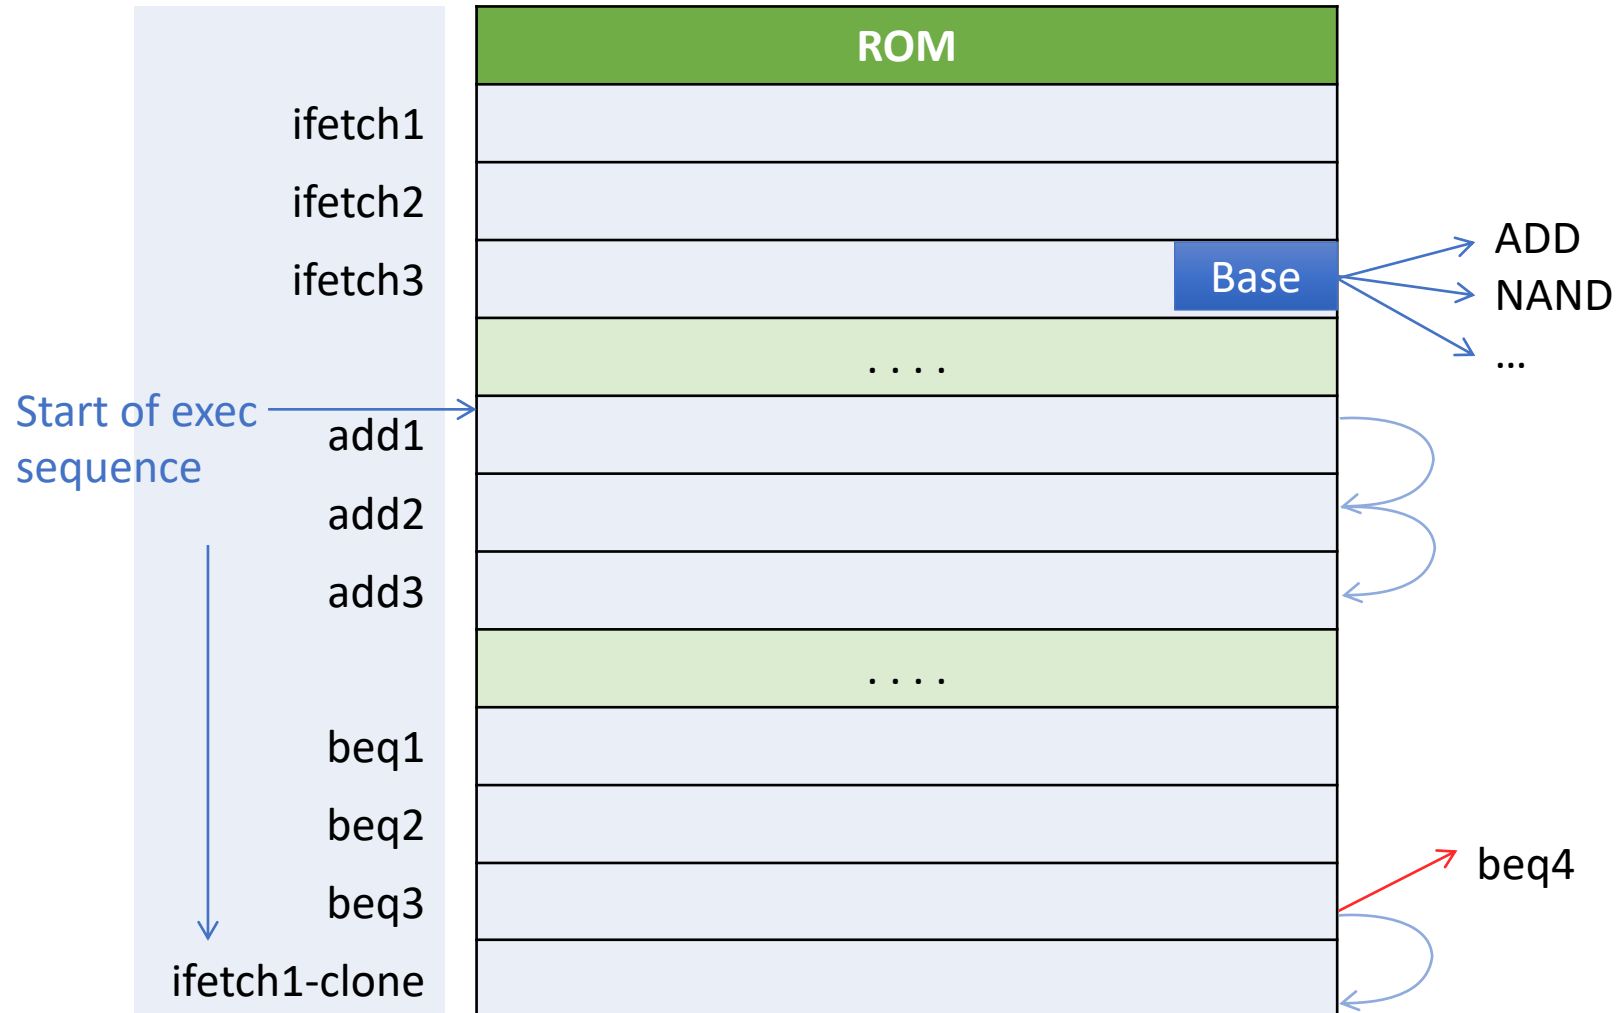 ROM
ifetch1
ifetch2
ifetch3
Base
ADD
NAND
...
. . . .
Start of exec
sequence
add1
add2
add3
. . . .
beq1
beq2
beq3
beq4
ifetch1-clone